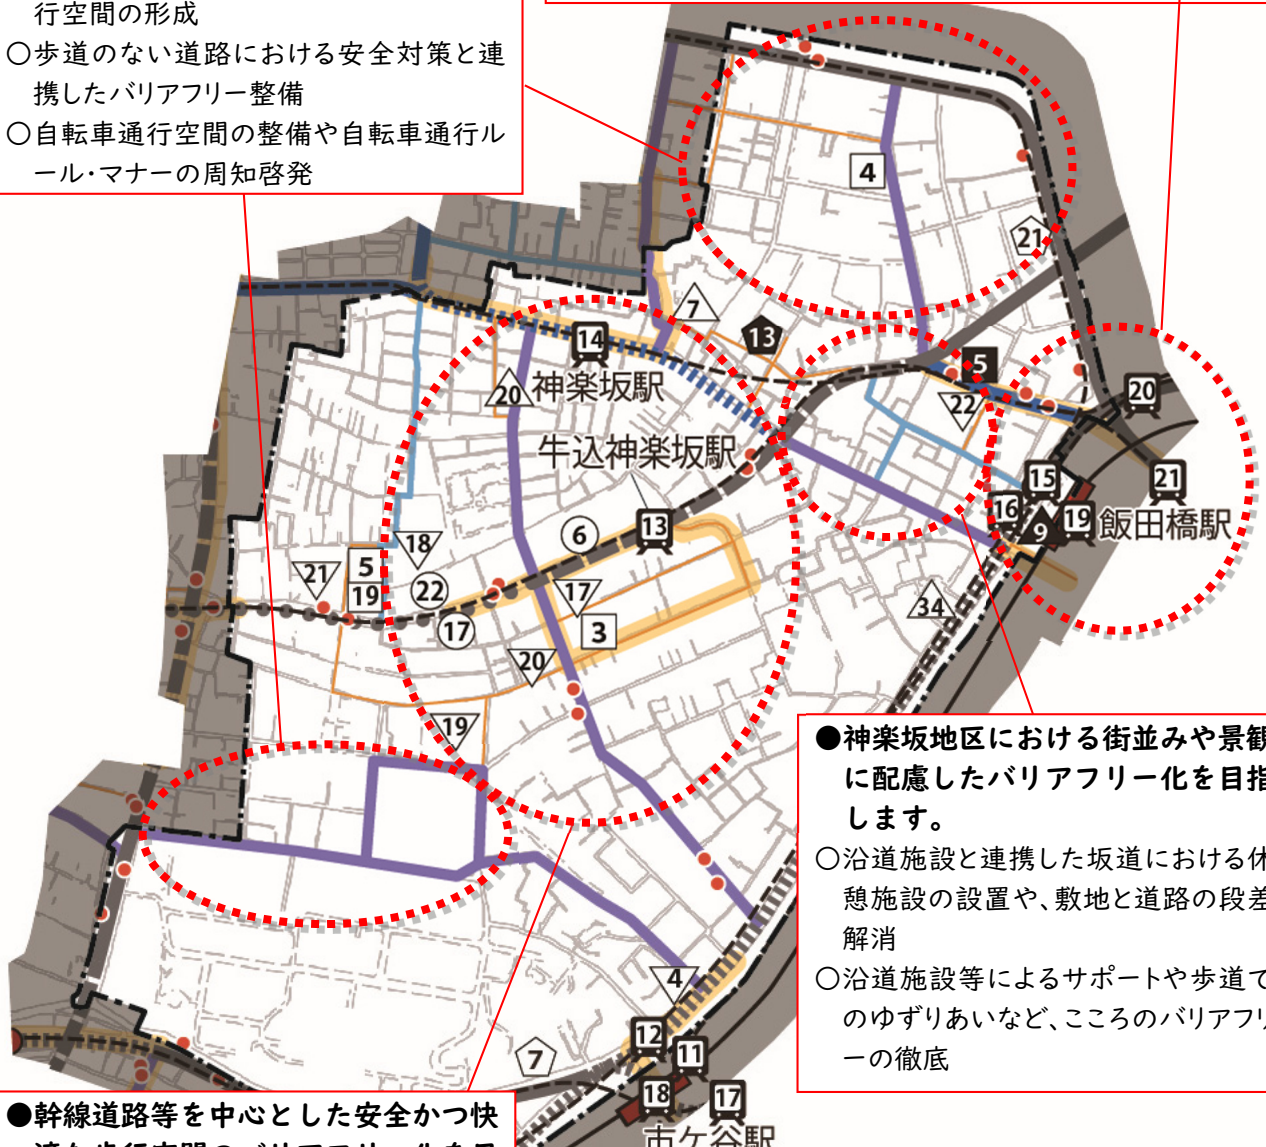 行空間の形成
○歩道のない道路における安全対策と連
携したバリアフリー整備
○自転車通行空間の整備や自転車通行ル
ール・マナーの周知啓発
4
21
7
13
14
神楽坂駅
20
5
22
20
牛込神楽坂駅
15
21
16
9
19
飯田橋駅
13
6
18
21
5
19
22
17
17
3
34
20
19
●神楽坂地区における街並みや景観
に配慮したバリアフリー化を目指
します。
○沿道施設と連携した坂道における休
憩施設の設置や、敷地と道路の段差
解消
○沿道施設等によるサポートや歩道で
のゆずりあいなど、こころのバリアフリ
ーの徹底
4
12
11
7
18
17
市ケ谷駅
●幹線道路等を中心とした安全かつ快